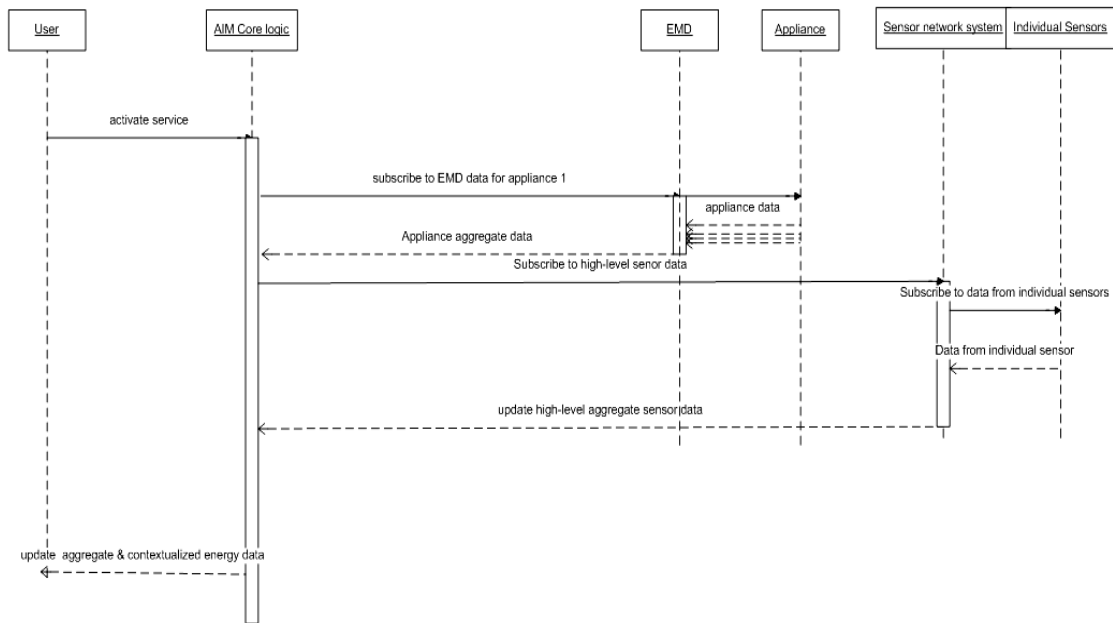 User
AIM Core logic
EMD
Appliance
Sensor network system
Individual Sensors
activate service
subscribe to EMD data for appliance 1
appliance data
Appliance aggregate data
Subscribe to high-level senor data
Subscribe to data from individual sensors
Data from individual sensor
update high-level aggregate sensor data
update aggregate & contextualized energy data